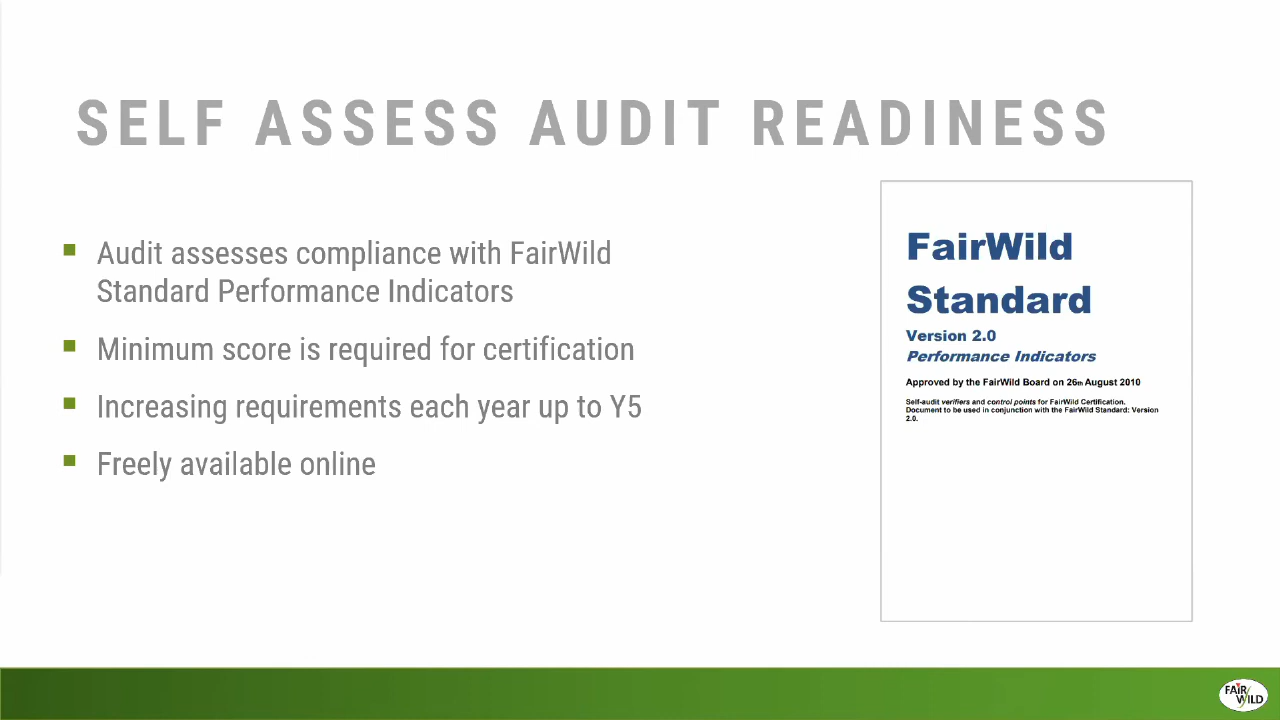 SELF ASSESS AUDIT READINESS
Audit assesses compliance with FairWild
Standard Performance Indicators
Minimum score is required for certification
Increasing requirements each year up to Y5
Freely available online
FairWild
Standard
Version 2.0
Performance Indicators
Approved by the FairWild Board on 26th August 2010
Self-audit verifiers and control points for FairWild Certification.
Document to be used in conjunction with the FairWild Standard: Version
2.0.
FAIR
WILD